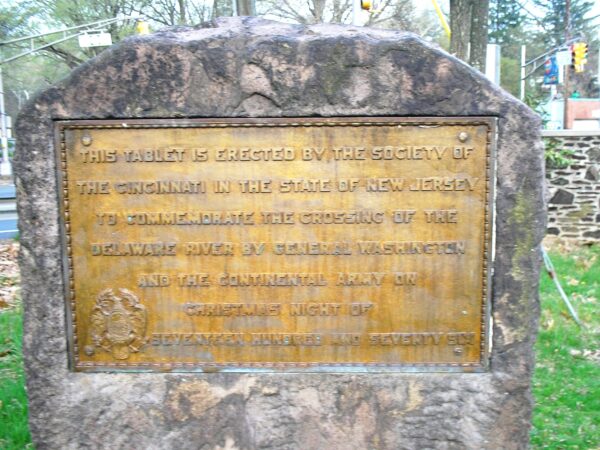 THIS TABLET IS ERECTED BY THE SOCIETY OF
THE CINCINNATI IN THE STATE OF NEW JERSEY
TO COMMEMORATE THE CROSSING OF THE
DELAWARE RIVER BY GENERAL WASHINGTON
AND THE CONTINENTAL ARMY ON
CHRISTMAS NIGHT OF
SEVENTEEN HUNDRED AND SEVENTY SIX